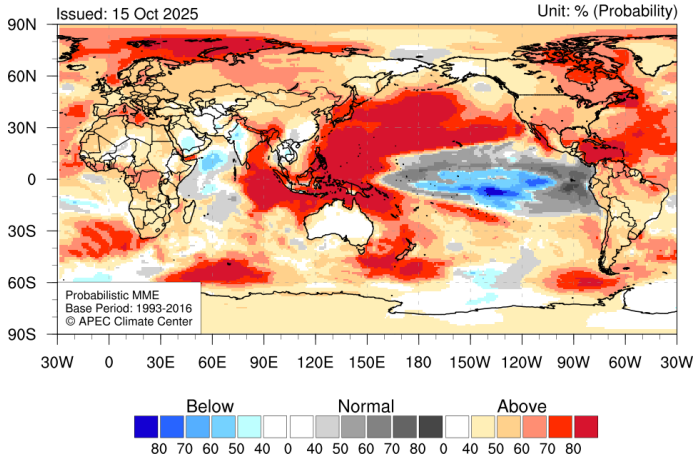 Issued: 15 Oct 2025
Unit: % (Probability)
90N
60N
30N
0
30S
60S
90S
Probabilistic MME
Base Period: 1993-2016
© APEC Climate Center
30W 0 30E 60E 90E 120E 150E 180 150W 120W 90W 60W 30W
Below Normal Above
80 70 60 50 40 0 40 50 60 70 80 0 40 50 60 70 80